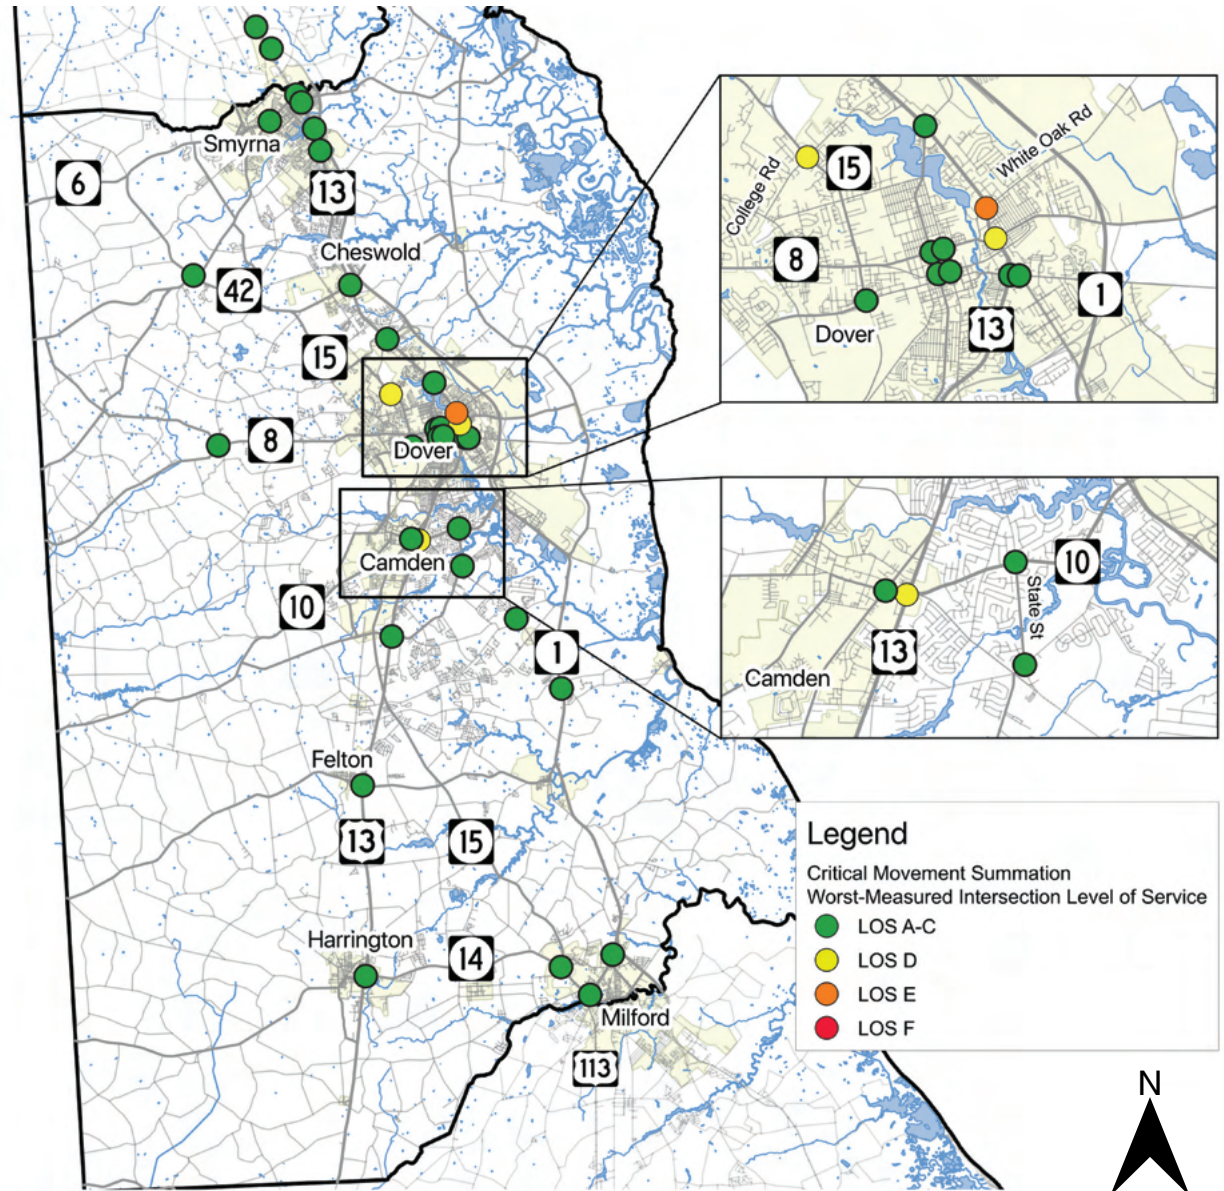 Smyrna
6
13
Cheswold
42
15
8
Dover
Camden
10
1
Felton
13
15
Harrington
14
Milford
113
White Oak Rd
15
College Rd
8
1
13
Dover
10
State St
13
Camden
Legend
Critical Movement Summation
Worst-Measured Intersection Level of Service
LOS A-C
LOS D
LOS E
LOS F
N